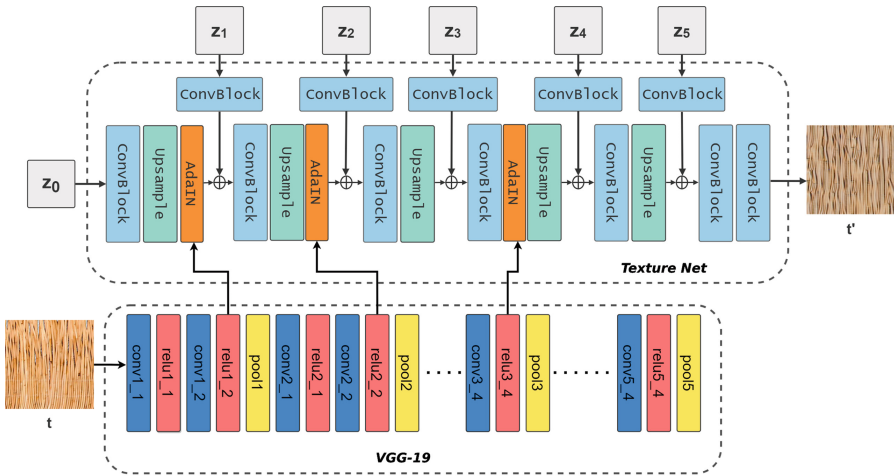 z1
z2
z3
z4
z5
ConvBlock
ConvBlock
ConvBlock
ConvBlock
ConvBlock
z0
ConvBlock
Upsample
AdaIN
ConvBlock
Upsample
AdaIN
ConvBlock
Upsample
ConvBlock
AdaIN
Upsample
ConvBlock
Upsample
ConvBlock
ConvBlock
t'
Texture Net
t
conv1_1
relu1_1
conv1_2
relu1_2
pool1
conv2_1
relu2_1
conv2_2
relu2_2
pool2
.....
conv3_4
relu3_4
pool3
......
conv5_4
relu5_4
pool5
VGG-19